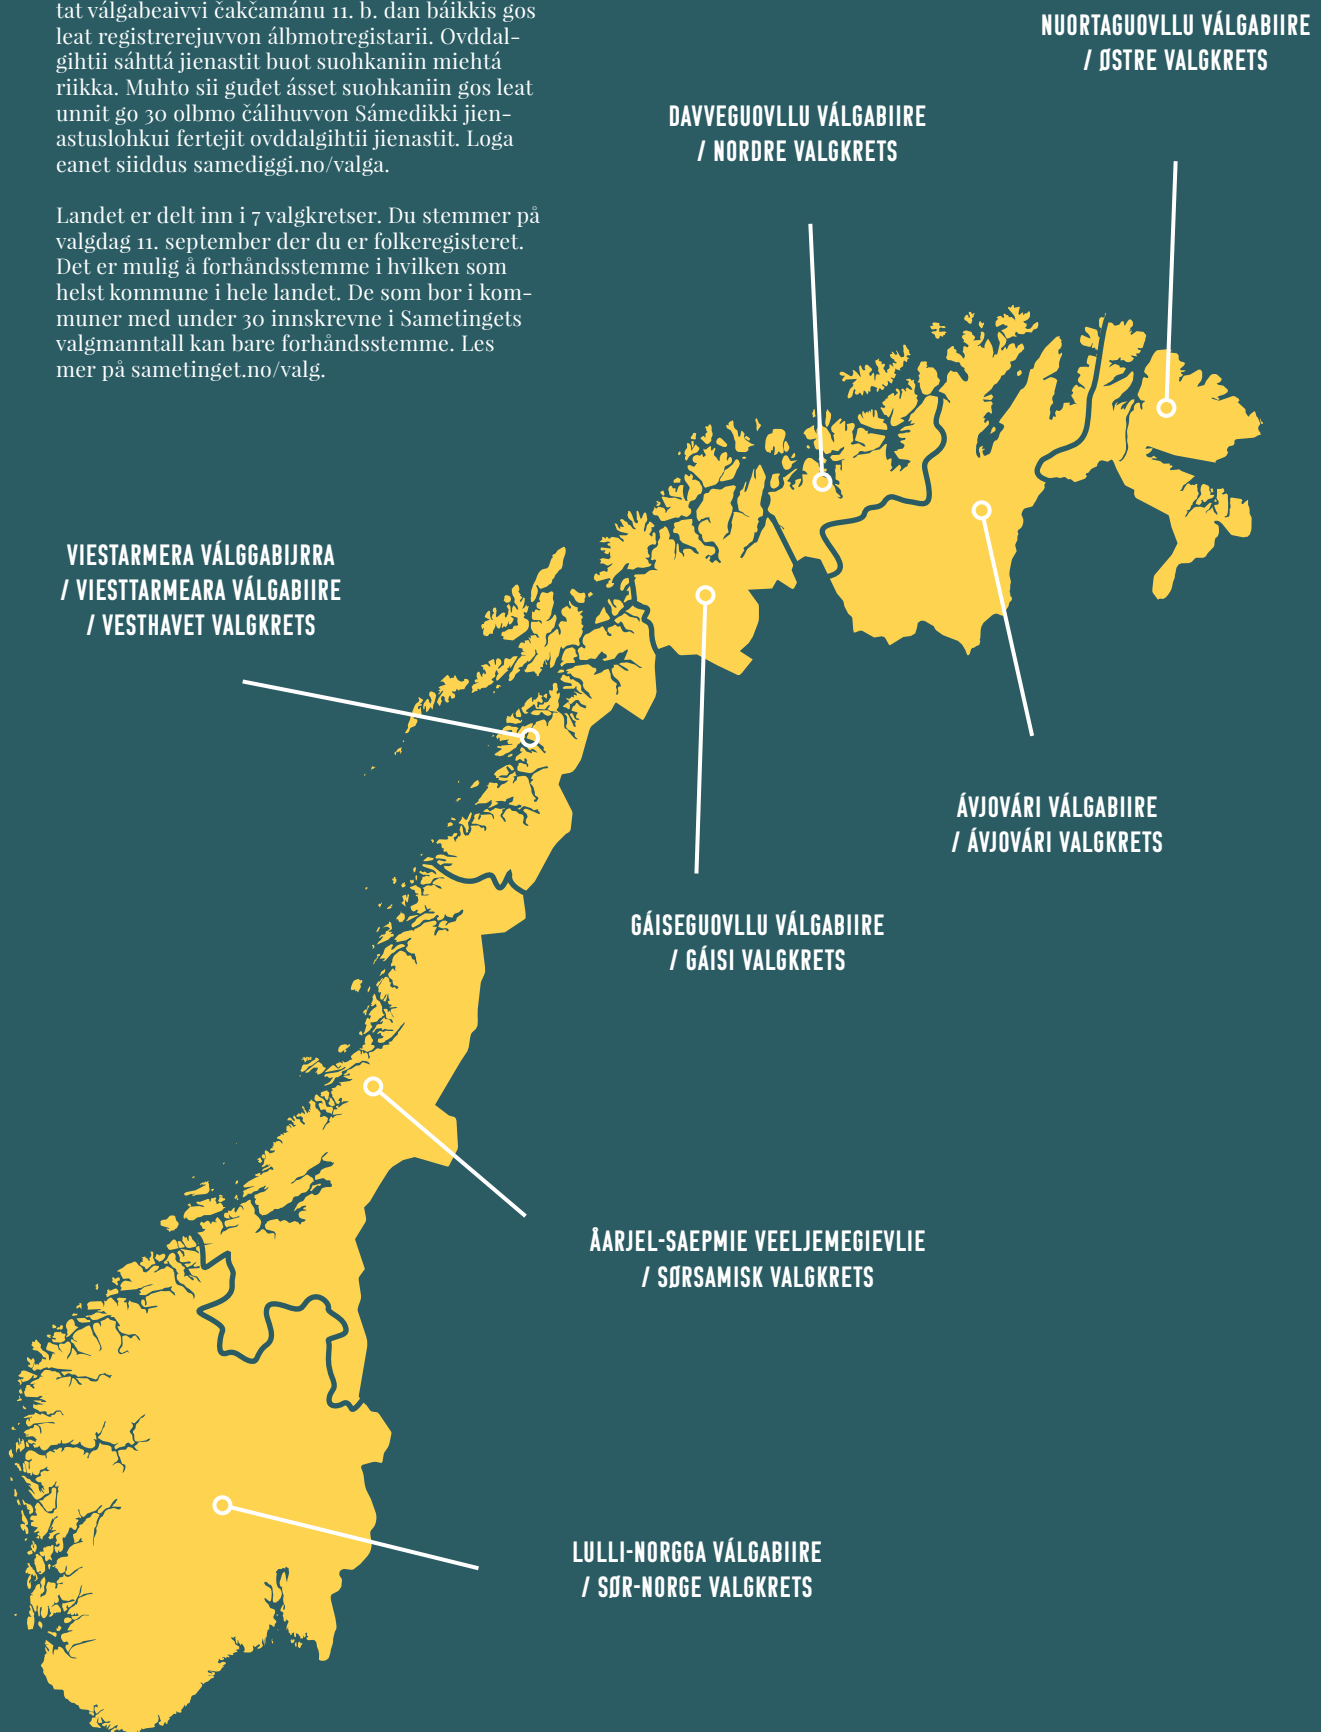 tat válgabeaivvi čakčamánu 11. b. dan báikkis gos
leat registrerejuvvon álbmotregistarii. Ovddal-
gihtii sáhttá jienastit buot suohkaniin miehtá
riikka. Muhto sii guđet ásset suohkaniin gos leat
unnit go 30 olbmo čálihuvvon Sámedikki jien-
astuslohkui fertejit ovddalgihtii jienastit. Loga
eanet siiddus samediggi.no/valga.
Landet er delt inn i 7 valgkretser. Du stemmer på
valgdag 11. september der du er folkeregisteret.
Det er mulig å forhåndsstemme i hvilken som
helst kommune i hele landet. De som bor i kom-
muner med under 30 innskrevne i Sametingets
valgmanntall kan bare forhåndsstemme. Les
mer på sametinget.no/valg.
NUORTAGUOVLLU VÁLGABIIRE
/ ØSTRE VALGKRETS
DAVVEGUOVLLU VÁLGABIIRE
/ NORDRE VALGKRETS
VIESTARMERA VÁLGGABIJRRA
/ VIESTTARMEARA VÁLGABIIRE
/ VESTHAVET VALGKRETS
ÁVJOVÁRI VÁLGABIIRE
/ ÁVJOVÁRI VALGKRETS
GÁISEGUOVLLU VÁLGABIIRE
/ GÁISI VALGKRETS
ÅARJEL-SAEPMIE VEELJEMEGIEVLIE
/ SØRSAMISK VALGKRETS
LULLI-NORGGA VÁLGABIIRE
/ SØR-NORGE VALGKRETS